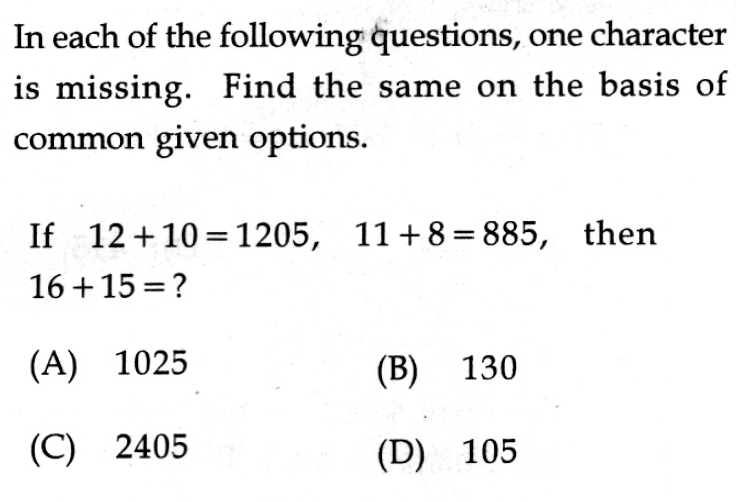 In each of the following questions, one character
is missing. Find the same on the basis of
common given options.
If 12 + 10 = 1205, 11 + 8 = 885, then
16 + 15 = ?
(A) 1025 (B) 130
(C) 2405 (D) 105